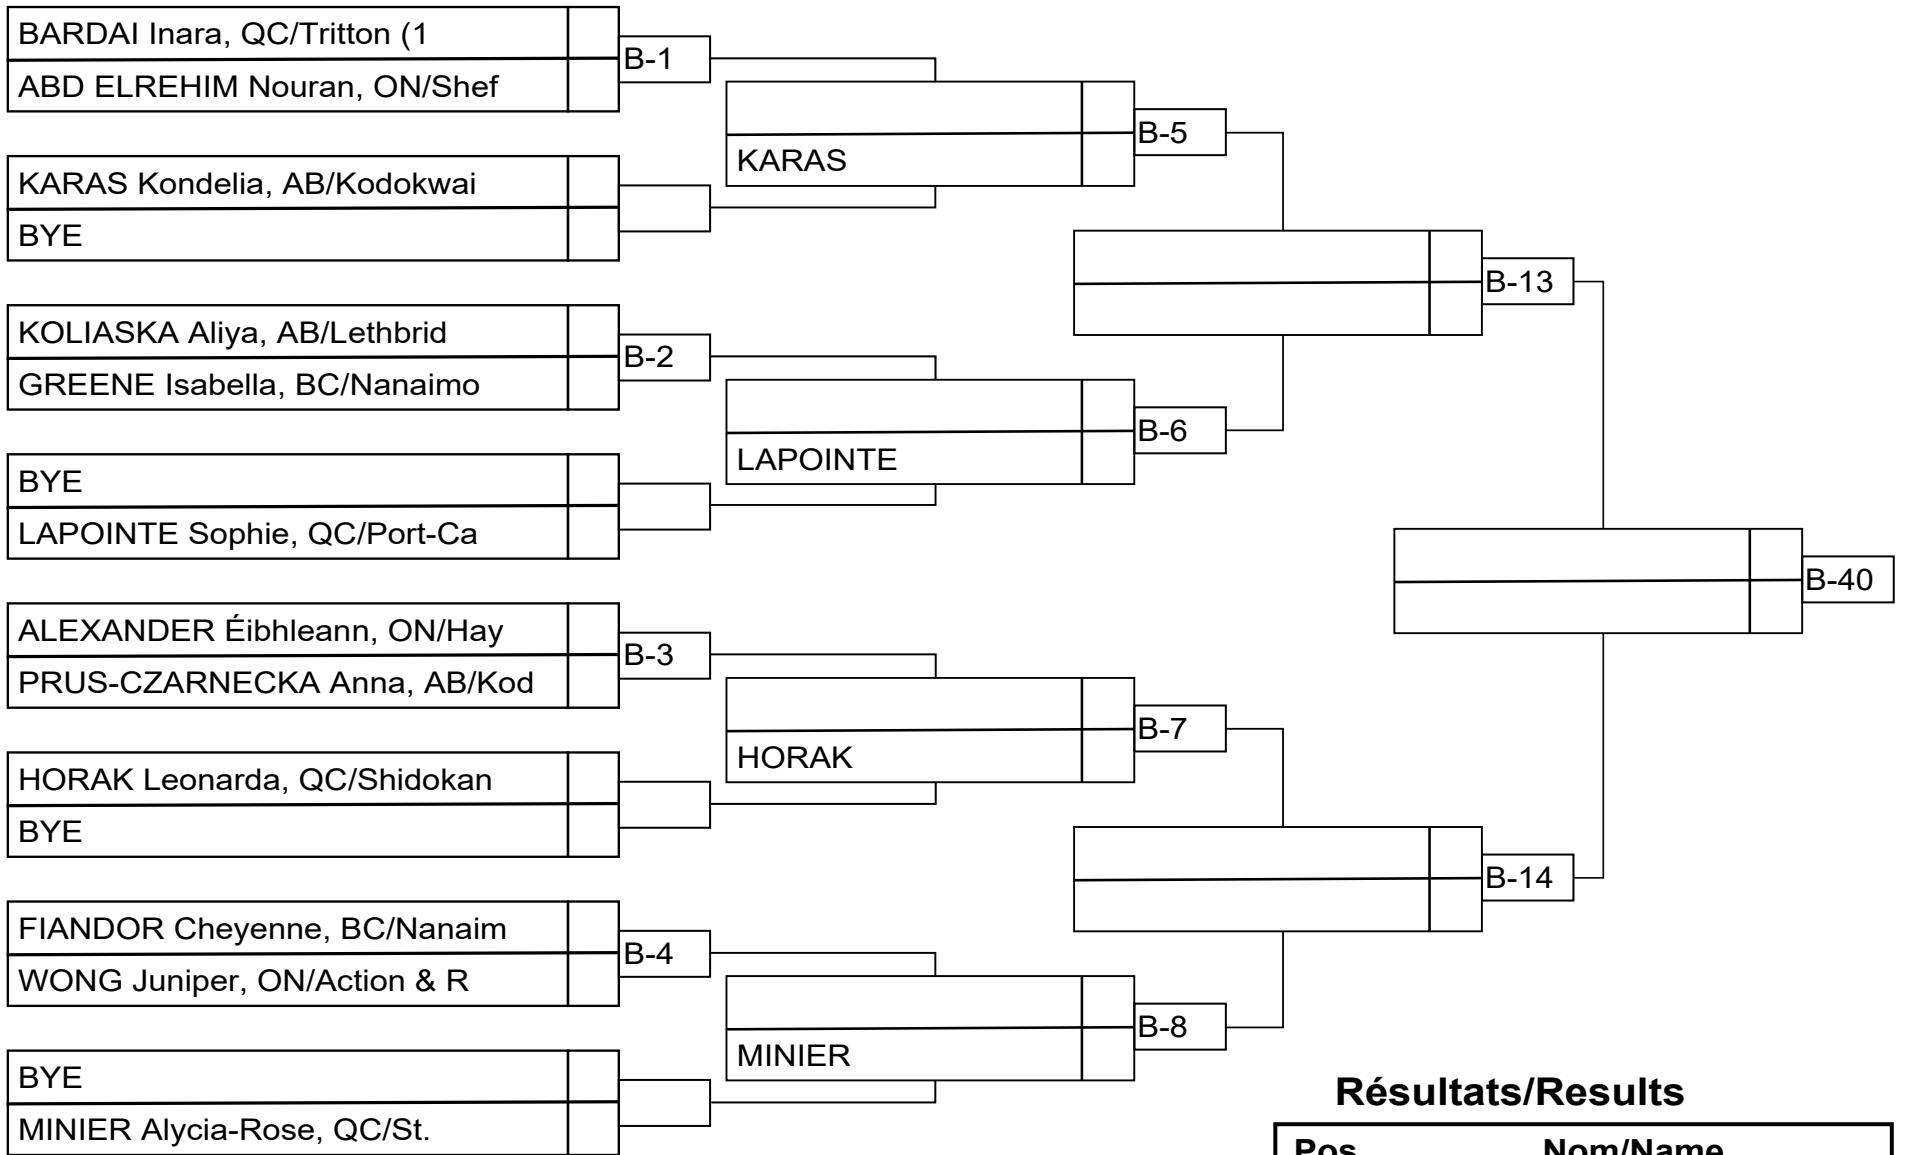 BARDAI Inara, QC/Tritton (1
ABD ELREHIM Nouran, ON/Shef
B-1
KARAS
B-5
KARAS Kondelia, AB/Kodokwai
BYE
B-13
KOLIASKA Aliya, AB/Lethbrid
GREENE Isabella, BC/Nanaimo
B-2
LAPOINTE
B-6
BYE
LAPOINTE Sophie, QC/Port-Ca
B-40
ALEXANDER Éibhleann, ON/Hay
PRUS-CZARNECKA Anna, AB/Kod
B-3
HORAK
B-7
HORAK Leonarda, QC/Shidokan
BYE
B-14
FIANDOR Cheyenne, BC/Nanaim
WONG Juniper, ON/Action & R
B-4
MINIER
B-8
BYE
MINIER Alycia-Rose, QC/St.
Résultats/Results
Pos Nom/Name